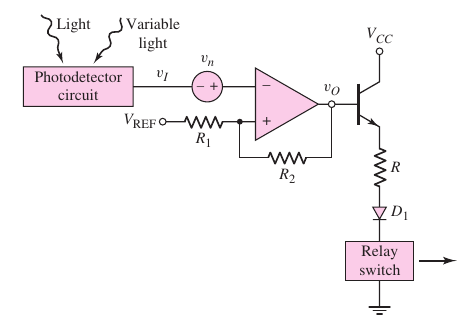 Light
Variable
light
V_CC
Photodetector
circuit
v_I
v_n
− +
−
+
v_O
V_REF
R_1
R_2
R
D_1
Relay
switch